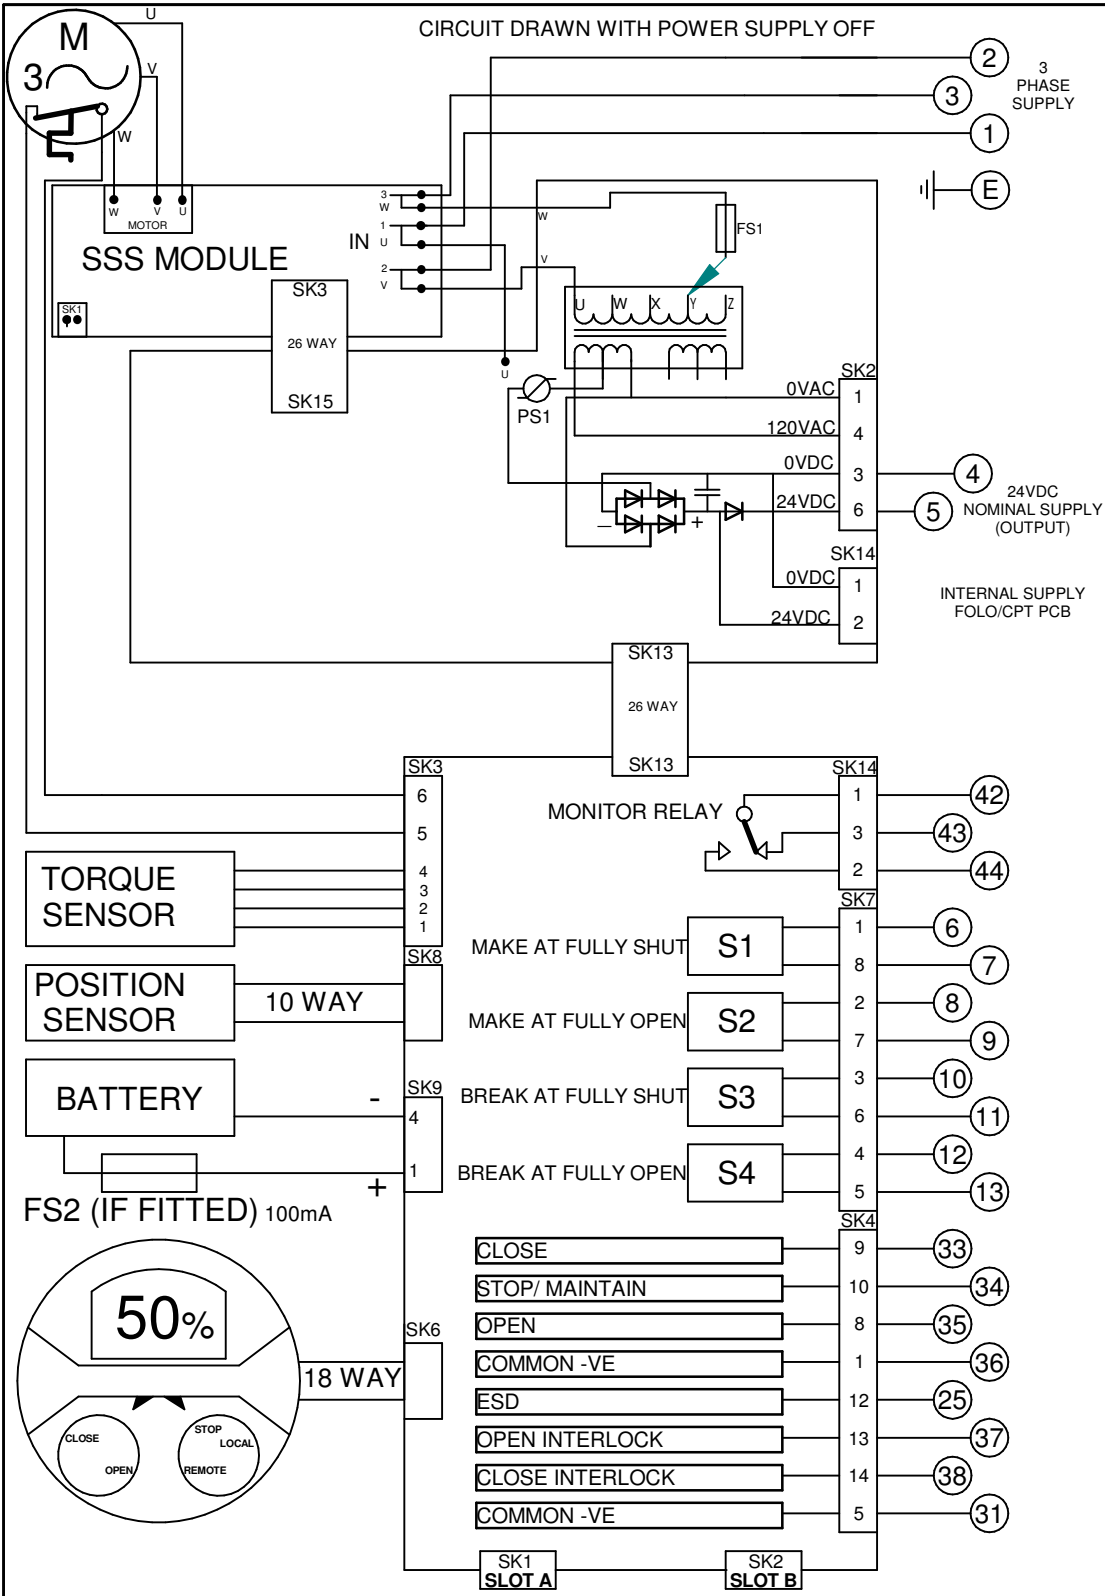 CIRCUIT DRAWN WITH POWER SUPPLY OFF
M
3
U
V
W
2
3
1
E
3
PHASE
SUPPLY
W
V
U
MOTOR
SSS MODULE
IN
3
W
1
U
2
V
SK1
SK3
26 WAY
SK15
W
V
FS1
U
W
X
Y
Z
U
PS1
SK2
0VAC 1
120VAC 4
0VDC 3
24VDC 6
4
5
24VDC
NOMINAL SUPPLY
(OUTPUT)
–
+
SK14
0VDC 1
24VDC 2
INTERNAL SUPPLY
FOLO/CPT PCB
SK13
26 WAY
SK13
SK3
6
5
4
3
2
1
TORQUE
SENSOR
MONITOR RELAY
SK14
1 42
3 43
2 44
POSITION
SENSOR
10 WAY
SK8
SK7
MAKE AT FULLY SHUT S1
1 6
8 7
MAKE AT FULLY OPEN S2
2 8
7 9
BREAK AT FULLY SHUT S3
3 10
6 11
BREAK AT FULLY OPEN S4
4 12
5 13
BATTERY
-
+
SK9
4
1
FS2 (IF FITTED) 100mA
SK4
CLOSE 9 33
STOP/ MAINTAIN 10 34
OPEN 8 35
COMMON -VE 1 36
ESD 12 25
OPEN INTERLOCK 13 37
CLOSE INTERLOCK 14 38
COMMON -VE 5 31
50%
SK6
18 WAY
CLOSE
OPEN
STOP
LOCAL
REMOTE
SK1
SLOT A
SK2
SLOT B